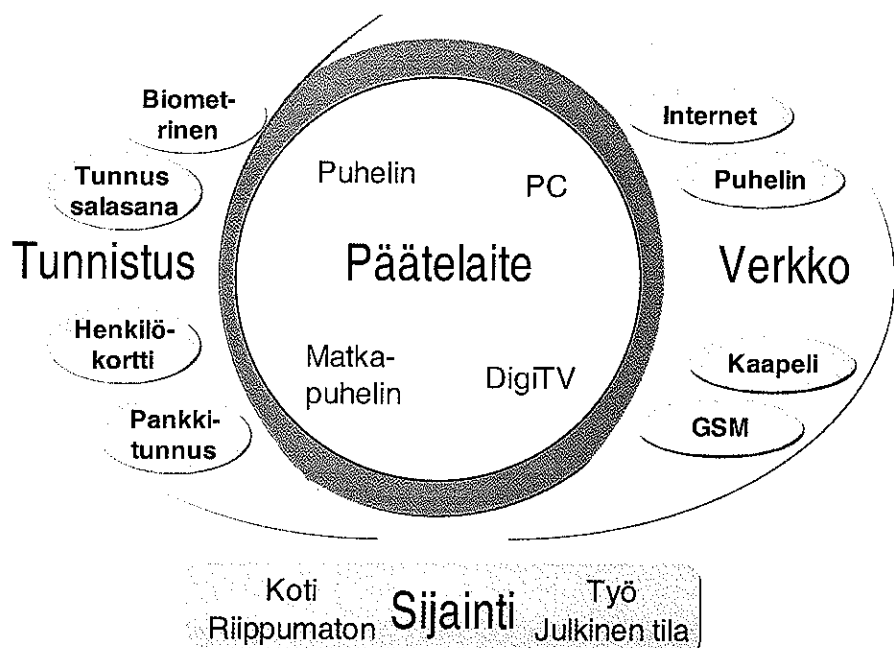 Biomet-
rinen
Tunnus
salasana
Tunnistus
Henkilö-
kortti
Pankki-
tunnus
Puhelin
PC
Päätelaite
Matka-
puhelin
DigiTV
Internet
Puhelin
Verkko
Kaapeli
GSM
Koti
Riippumaton
Sijainti
Työ
Julkinen tila